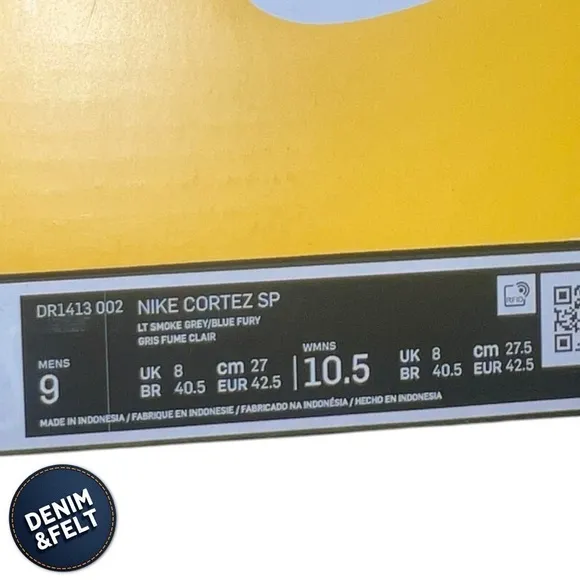 DR1413 002 NIKE CORTEZ SP
LT SMOKE GREY/BLUE FURY
GRIS FUME CLAIR
RFID
MENS
9
UK 8 cm 27
BR 40.5 EUR 42.5
WMNS
10.5
UK 8 cm 27.5
BR 40.5 EUR 42.5
MADE IN INDONESIA / FABRIQUE EN INDONESIE / FABRICADO NA INDONÉSIA / HECHO EN INDONESIA
DENIM
&FELT